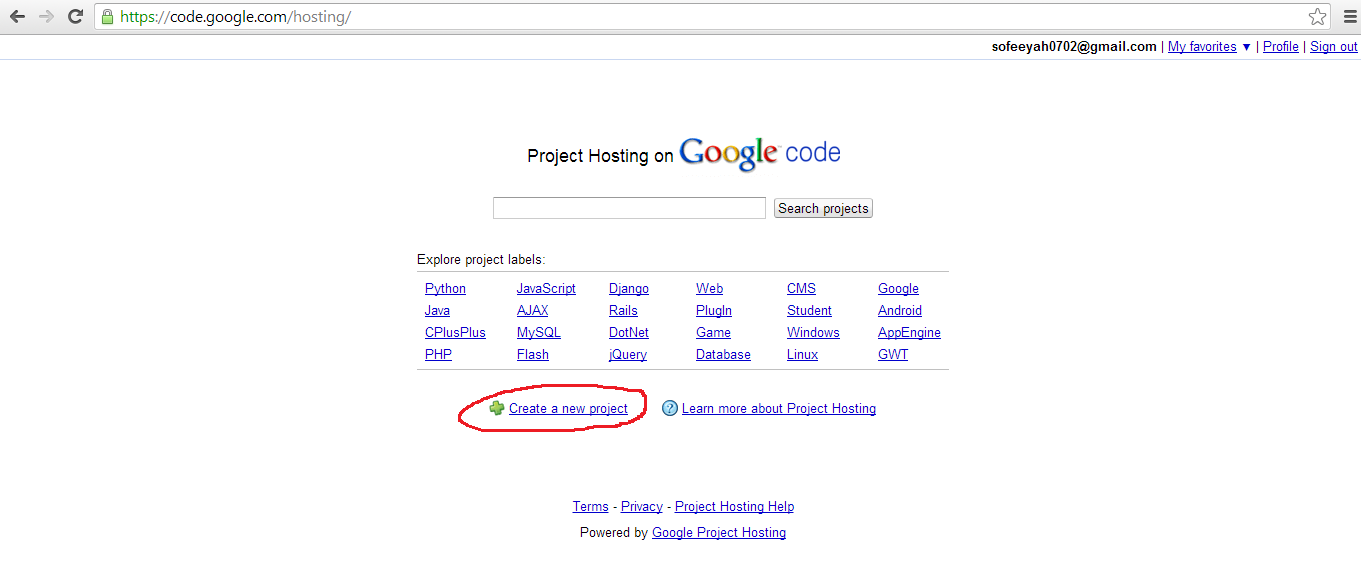 https://code.google.com/hosting/
sofeeyah0702@gmail.com | My favorites ▼ | Profile | Sign out
Project Hosting on Google code
Search projects
Explore project labels:
Python JavaScript Django Web CMS Google
Java AJAX Rails PlugIn Student Android
CPlusPlus MySQL DotNet Game Windows AppEngine
PHP Flash jQuery Database Linux GWT
Create a new project ? Learn more about Project Hosting
Terms - Privacy - Project Hosting Help
Powered by Google Project Hosting